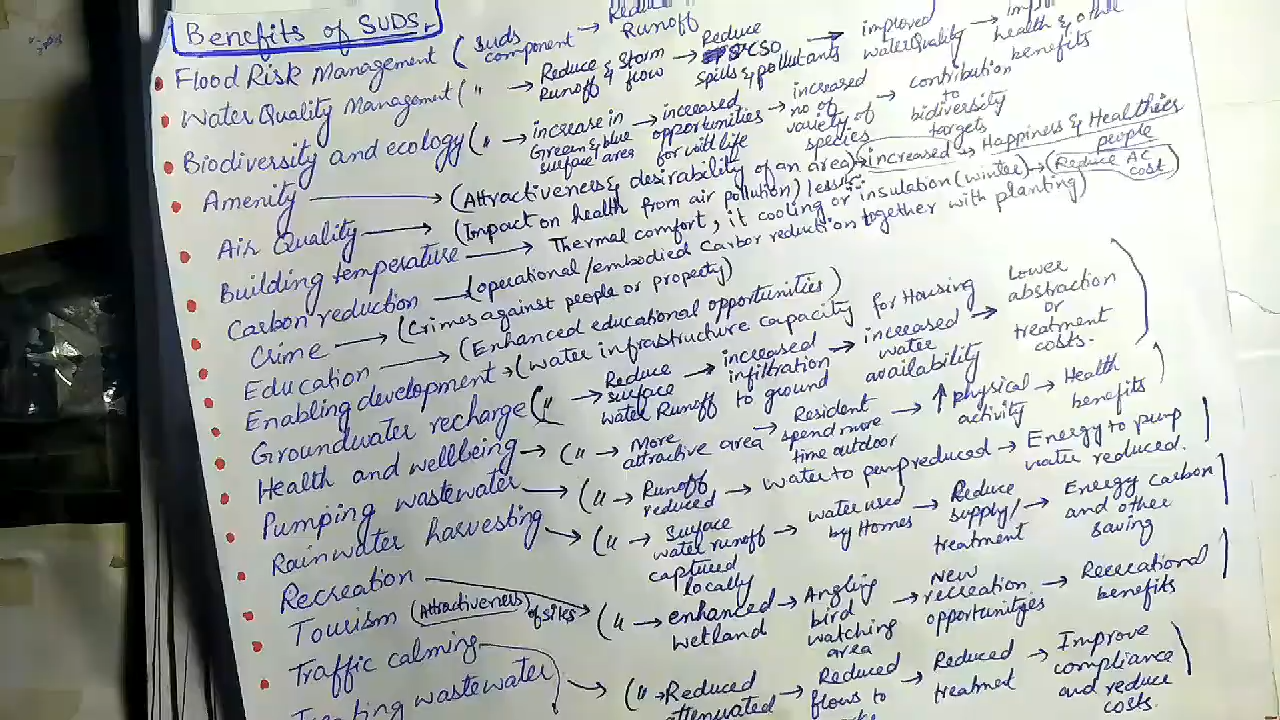 Benefits of SUDS.
Flood Risk Management ( Suds component → Reduce Runoff
Water Quality Management ( " → Reduce & Storm Runoff & flow → Reduce CSO spills & pollutants → improved water Quality → health & other benefits
Biodiversity and ecology ( " → increase in Green & blue surface area → increased opportunities for will life → increased no of variety of species → contribution to bidiversity targets
Amenity → (Attractiveness & desirability of an area) → increased → Happiness & Healthies people
Air Quality → (Impact on health from air pollution) lesser
Building temperature → Thermal comfort, it cooling or insulation (winter) → (Reduce AC cost)
Carbon reduction → (operational / embodied Carbor reduction together with planting)
Crime → (Crimes against people or property)
Education → (Enhanced educational opportunities)
Enabling development → (water infrastructure capacity for Housing
Groundwater recharge ( " → Reduce surface water Runoff → increased infiltration to ground → increased water availability → Lower abstraction or treatment costs. )
Health and wellbeing → ( " → More attractive area → Resident spend more time outdoor → ↑ physical activity → Health benefits )
Pumping wastewater → ( " → Runoff reduced → water to pump reduced → Energy to pump water reduced. )
Rainwater harvesting → ( " → Surface water runoff captured locally → water used by Homes → Reduce supply/ treatment → Energy carbon and other saving )
Recreation → ( " → enhanced wetland → Angling bird watching area → New recreation opportunities → Recreational benefits )
Tourism (Attractiveness of sites)
Traffic calming
Treating wastewater → ( " → Reduced attenuated → Reduced flows to → Reduced treatment → Improve compliance and reduce costs. )